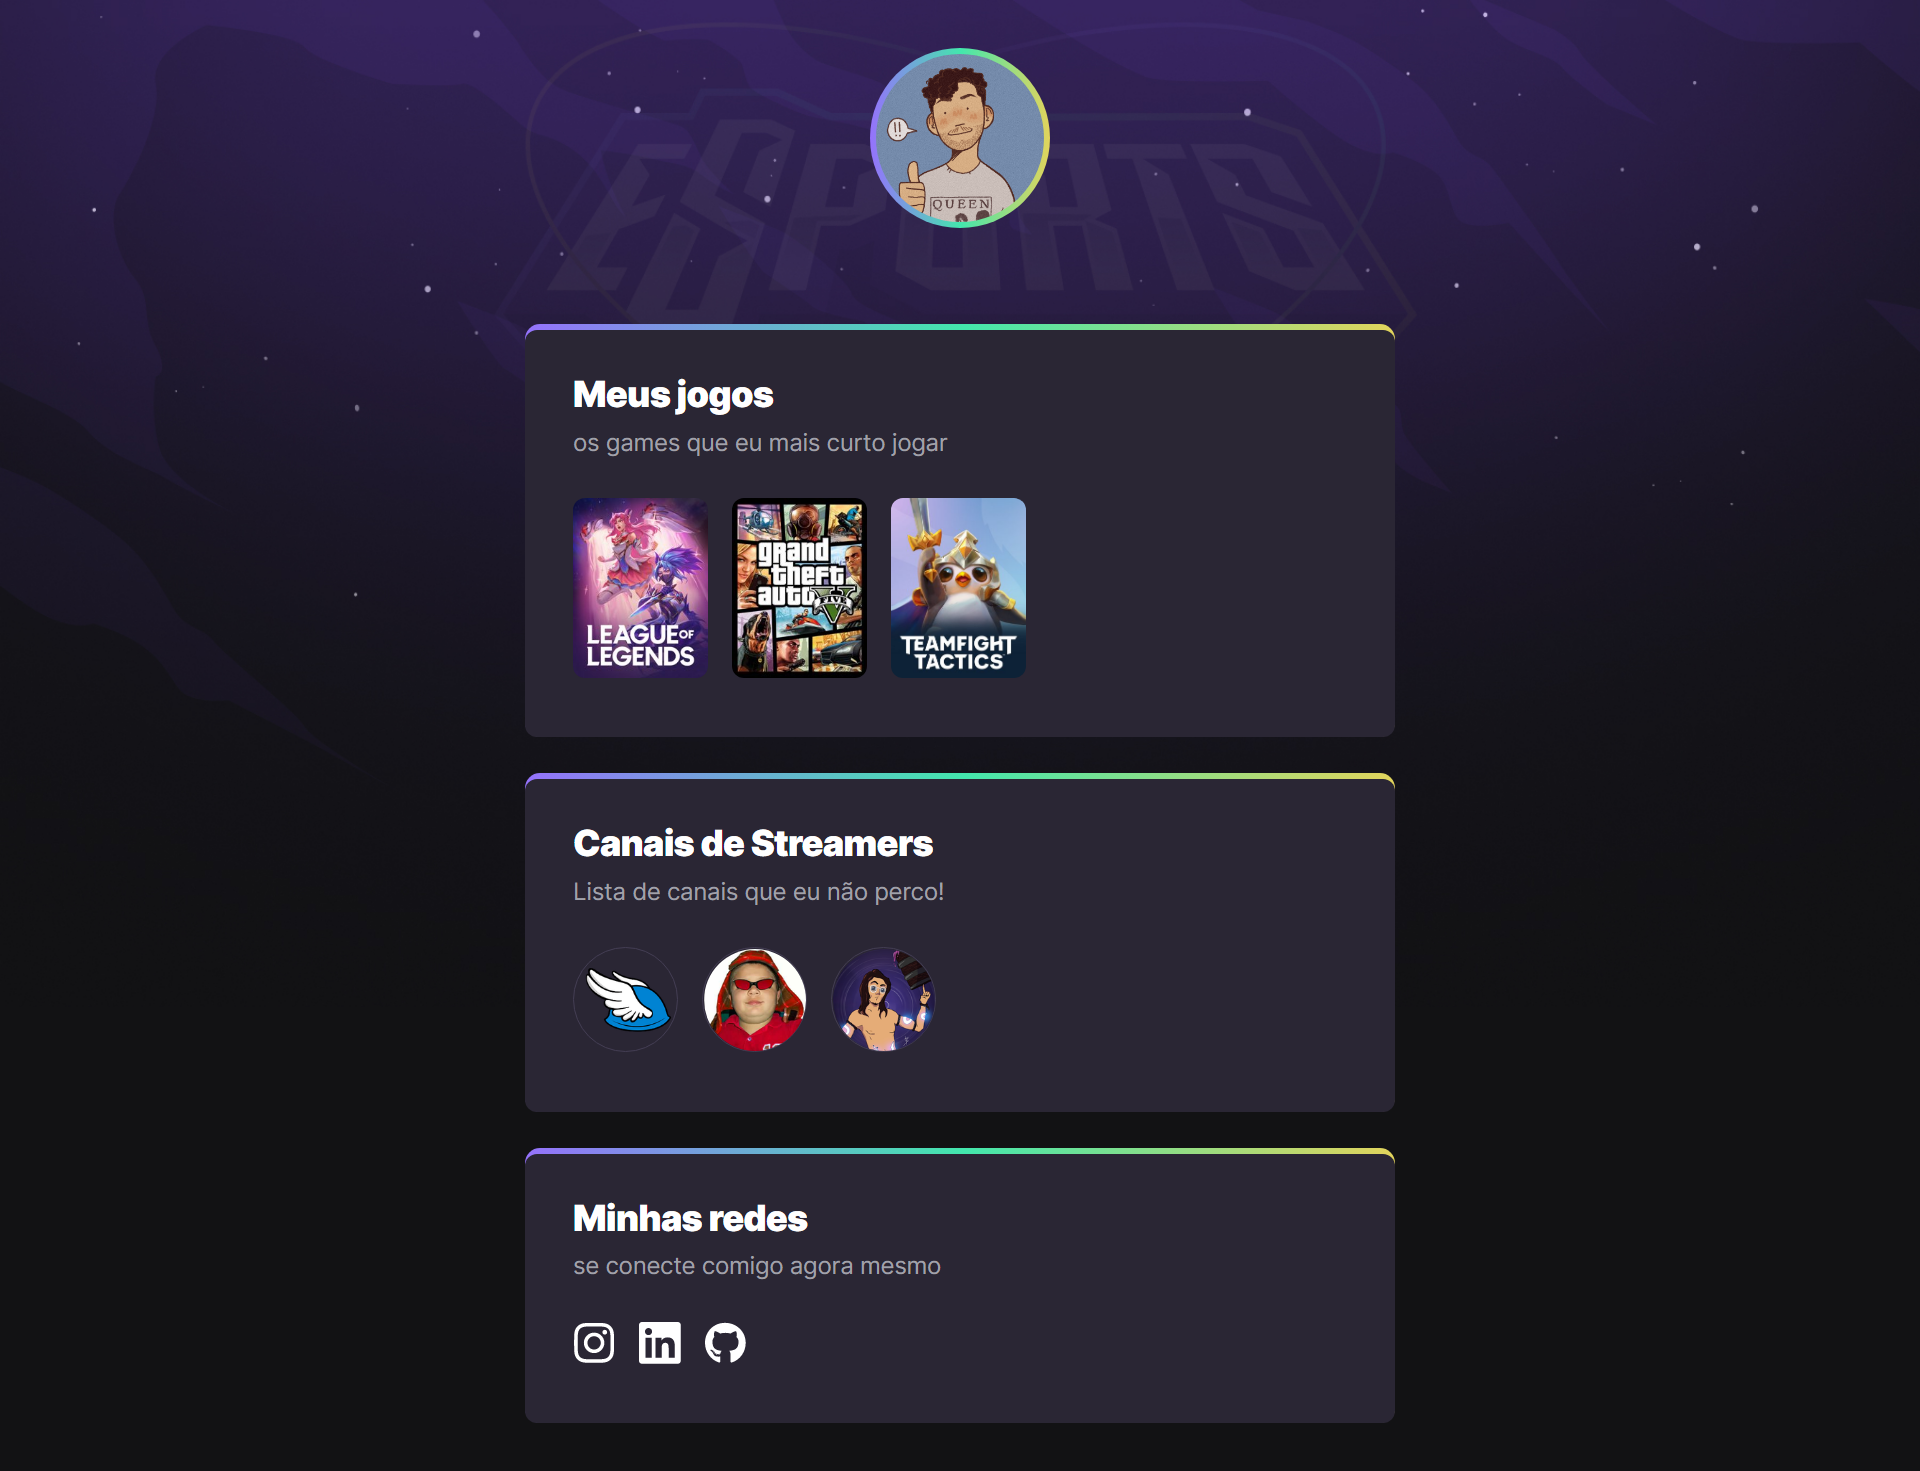 ESPORTS
!!
QUEEN
Meus jogos
os games que eu mais curto jogar
LEAGUE OF
LEGENDS
grand
theft
auto V
FIVE
TEAMFIGHT
TACTICS
Canais de Streamers
Lista de canais que eu não perco!
Minhas redes
se conecte comigo agora mesmo
in